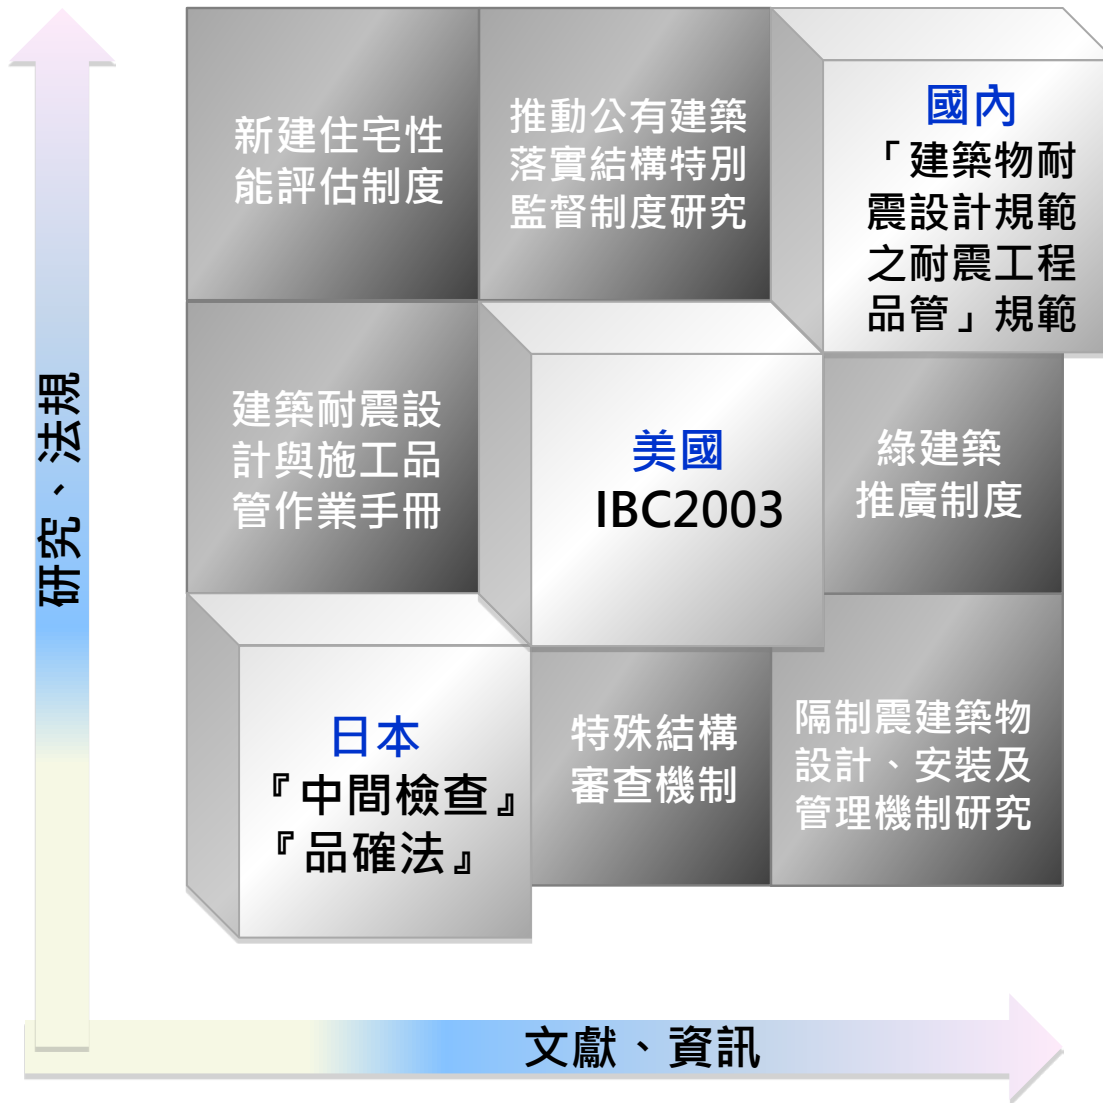 新建住宅性
能評估制度
推動公有建築
落實結構特別
監督制度研究
國內
「建築物耐
震設計規範
之耐震工程
品管」規範
建築耐震設
計與施工品
管作業手冊
美國
IBC2003
綠建築
推廣制度
日本
『中間檢查』
『品確法』
特殊結構
審查機制
隔制震建築物
設計、安裝及
管理機制研究
研究、法規
文獻、資訊